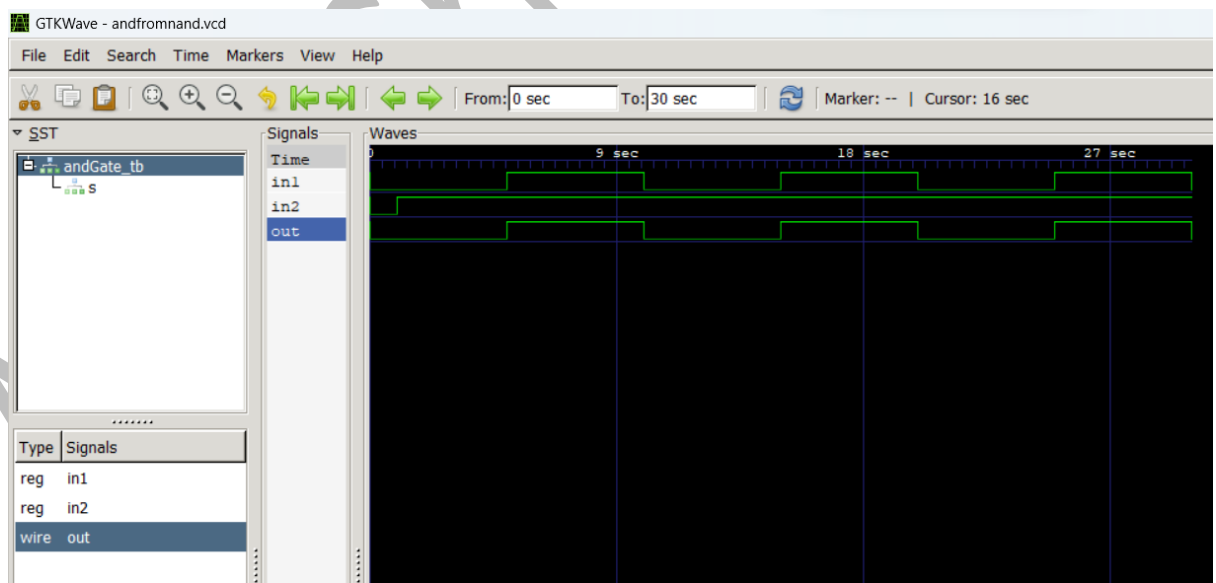 GTKWave - andfromnand.vcd
File Edit Search Time Markers View Help
From: 0 sec To: 30 sec Marker: -- | Cursor: 16 sec
SST
andGate_tb
s
Type Signals
reg in1
reg in2
wire out
Signals
Time
in1
in2
out
Waves
0 9 sec 18 sec 27 sec